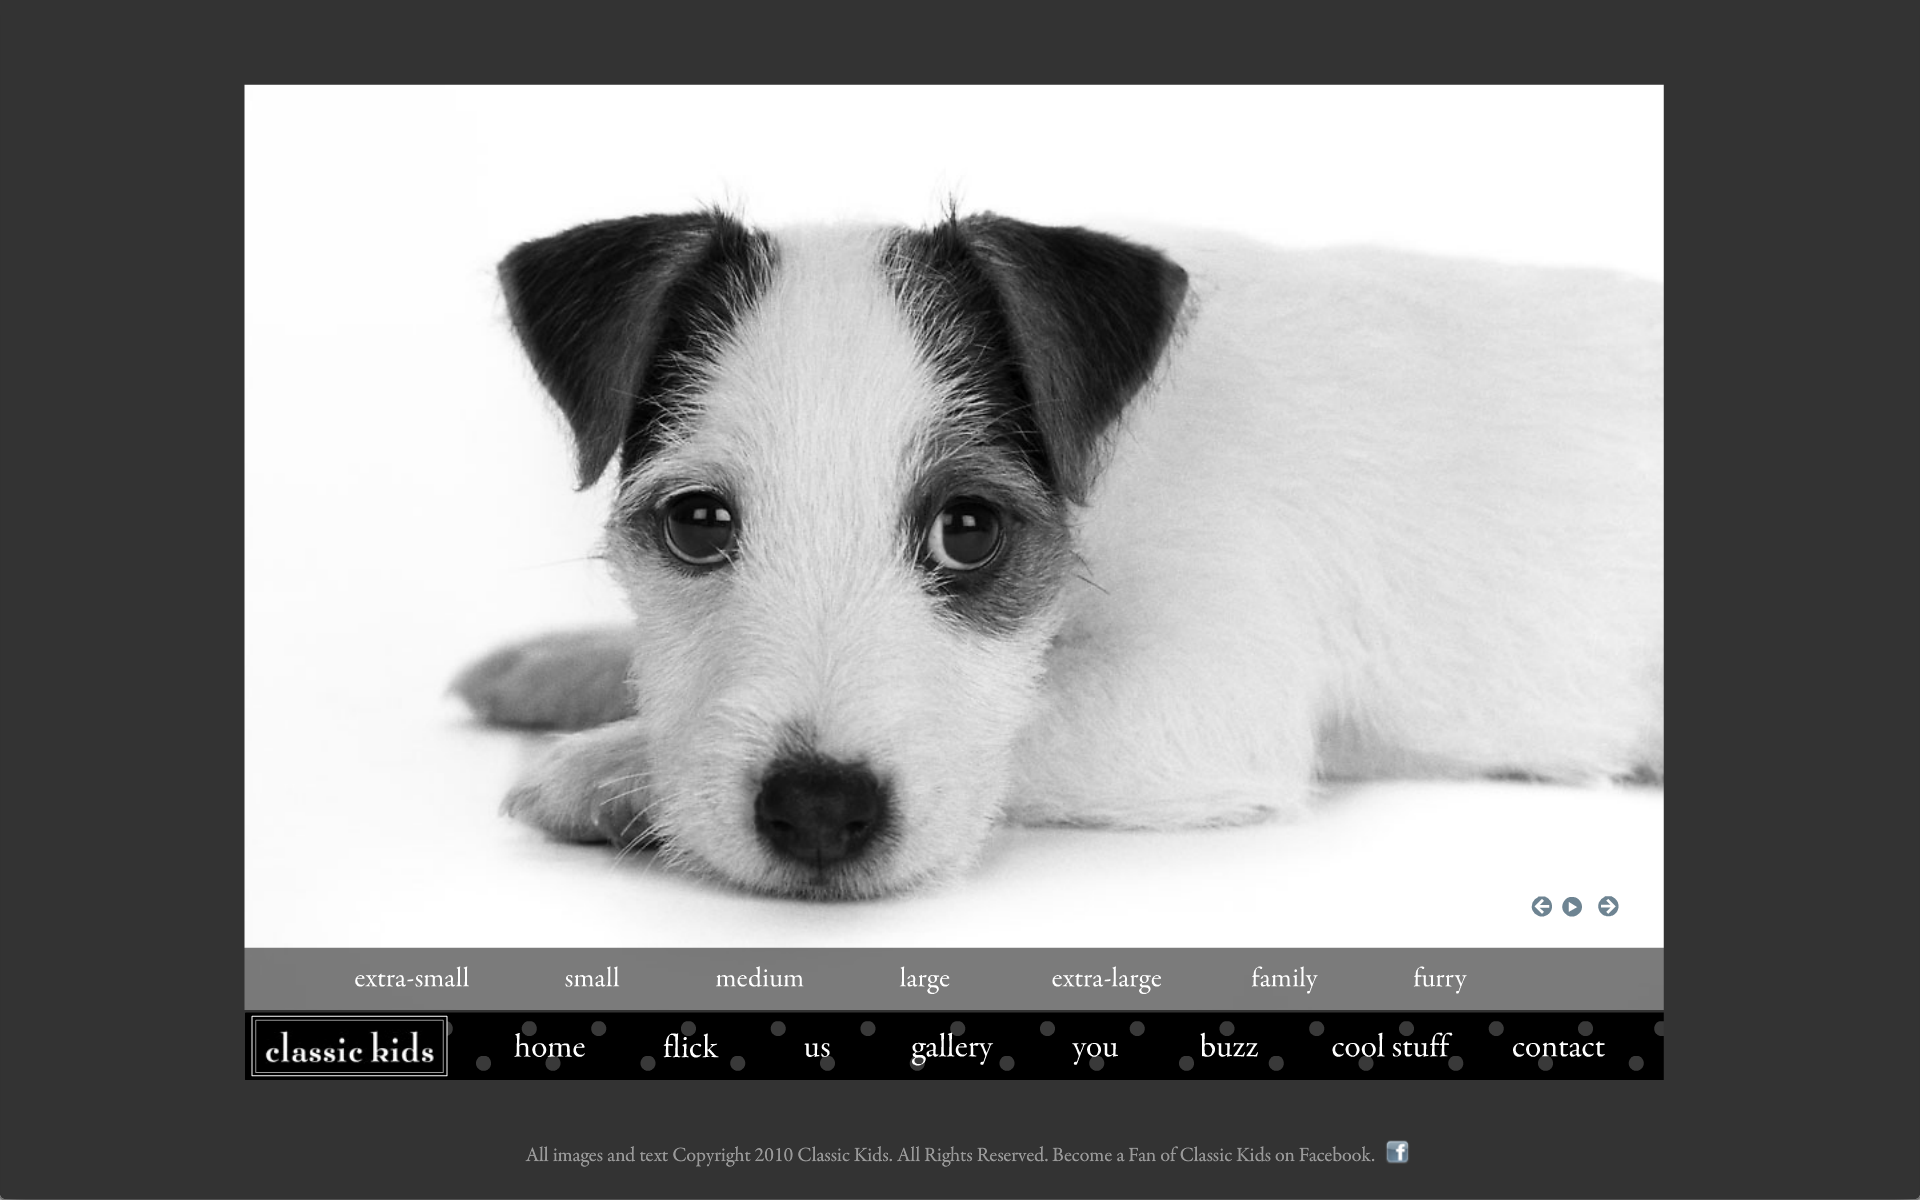 extra-small small medium large extra-large family furry
classic kids home flick us gallery you buzz cool stuff contact
All images and text Copyright 2010 Classic Kids. All Rights Reserved. Become a Fan of Classic Kids on Facebook. f